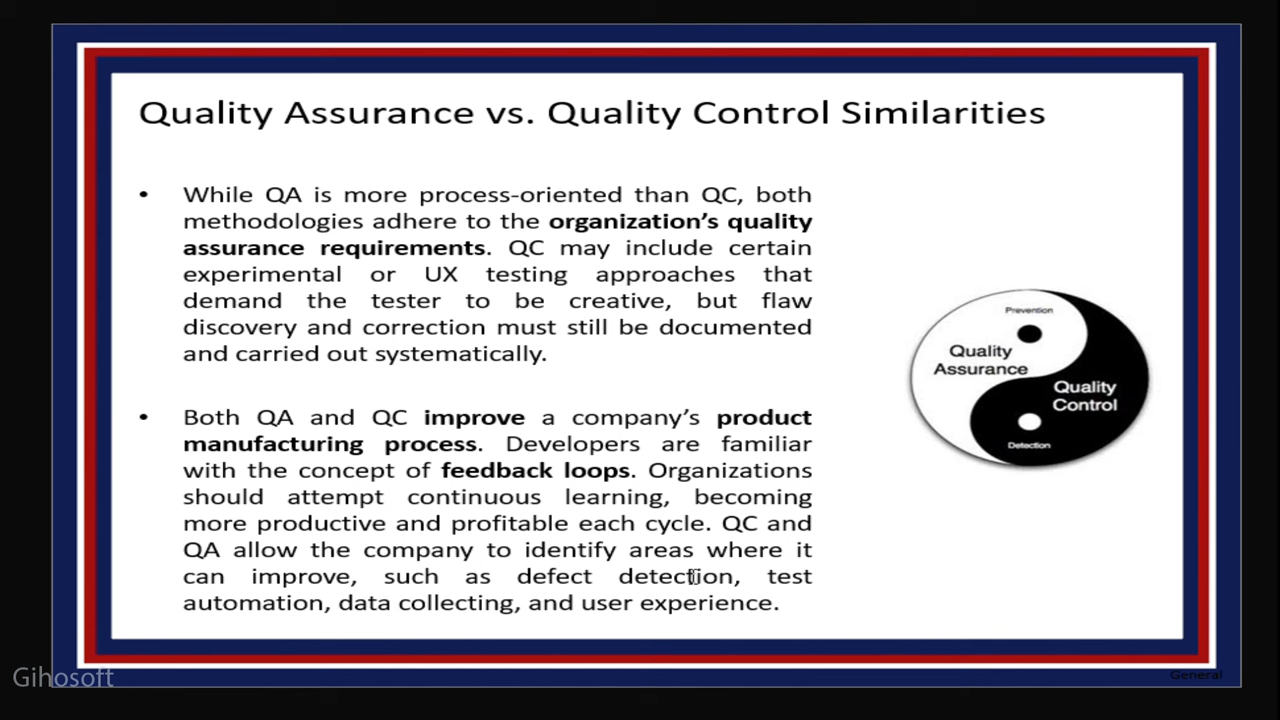 Quality Assurance vs. Quality Control Similarities
• While QA is more process-oriented than QC, both
methodologies adhere to the organization’s quality
assurance requirements. QC may include certain
experimental or UX testing approaches that
demand the tester to be creative, but flaw
discovery and correction must still be documented
and carried out systematically.
• Both QA and QC improve a company’s product
manufacturing process. Developers are familiar
with the concept of feedback loops. Organizations
should attempt continuous learning, becoming
more productive and profitable each cycle. QC and
QA allow the company to identify areas where it
can improve, such as defect detection, test
automation, data collecting, and user experience.
Prevention
Quality
Assurance
Quality
Control
Detection
Gihosoft
General